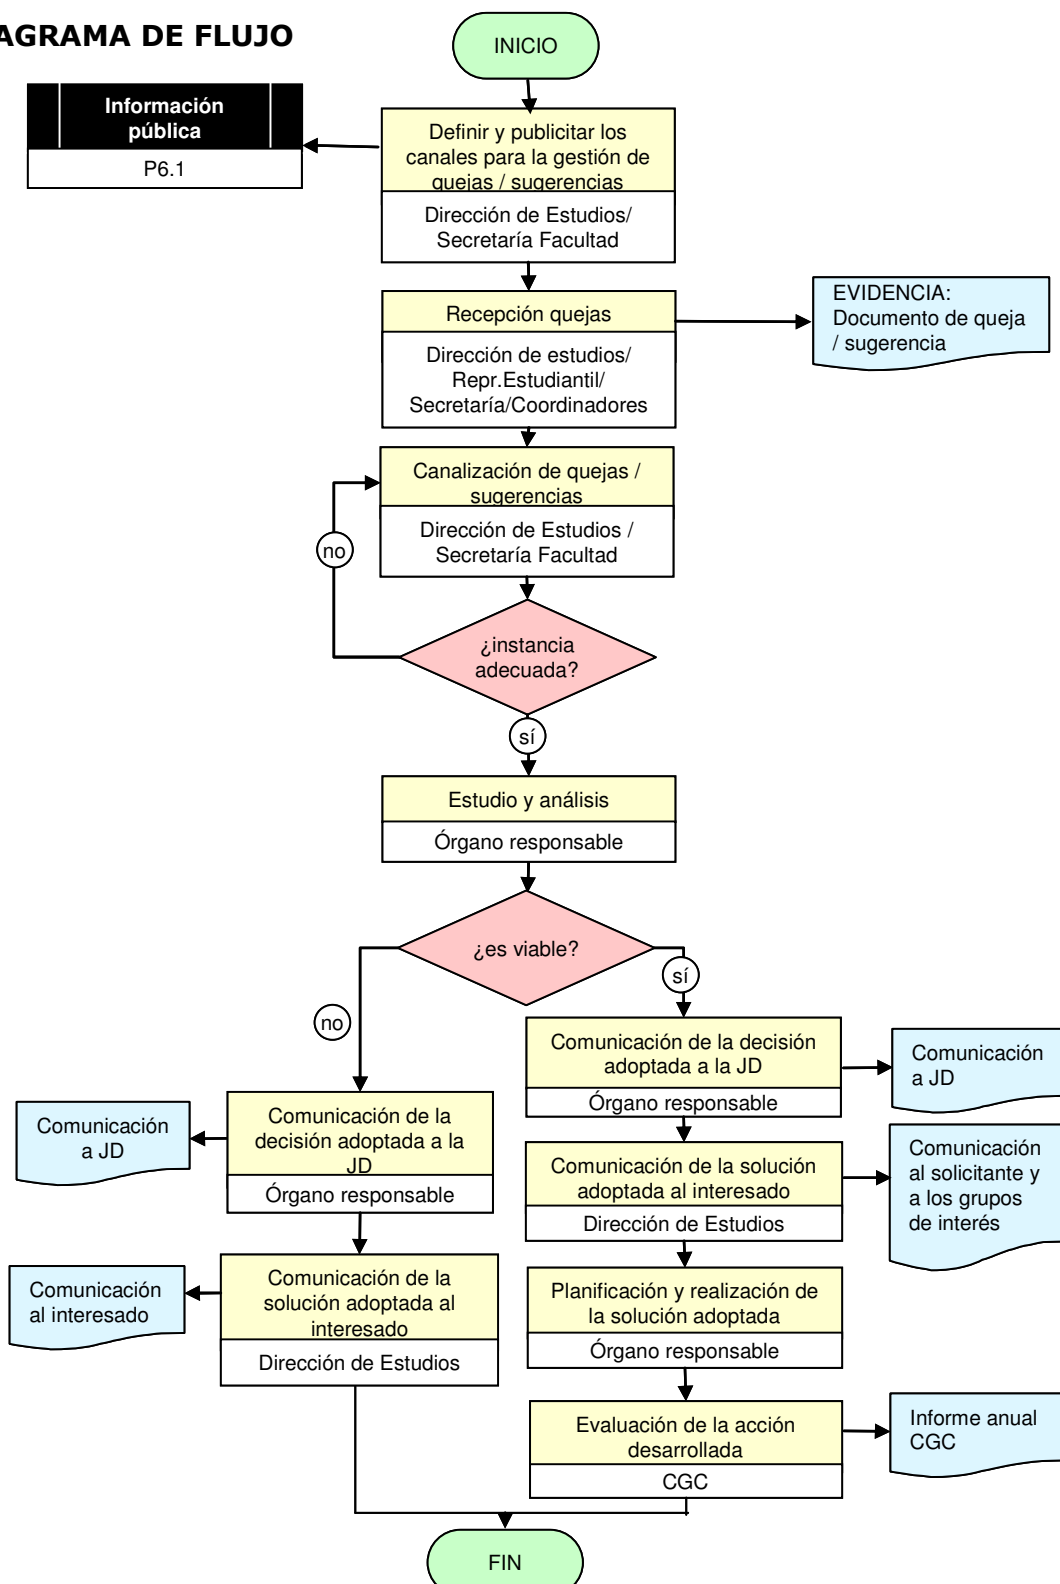 AGRAMA DE FLUJO
INICIO
Información
pública
P6.1
Definir y publicitar los
canales para la gestión de
quejas / sugerencias
Dirección de Estudios/
Secretaría Facultad
Recepción quejas
Dirección de estudios/
Repr.Estudiantil/
Secretaría/Coordinadores
EVIDENCIA:
Documento de queja
/ sugerencia
Canalización de quejas /
sugerencias
Dirección de Estudios /
Secretaría Facultad
no
¿instancia
adecuada?
sí
Estudio y análisis
Órgano responsable
¿es viable?
no
sí
Comunicación de la decisión
adoptada a la JD
Órgano responsable
Comunicación
a JD
Comunicación de la
decisión adoptada a la
JD
Órgano responsable
Comunicación
a JD
Comunicación de la solución
adoptada al interesado
Dirección de Estudios
Comunicación
al solicitante y
a los grupos
de interés
Comunicación de la
solución adoptada al
interesado
Dirección de Estudios
Comunicación
al interesado
Planificación y realización de
la solución adoptada
Órgano responsable
Evaluación de la acción
desarrollada
CGC
Informe anual
CGC
FIN